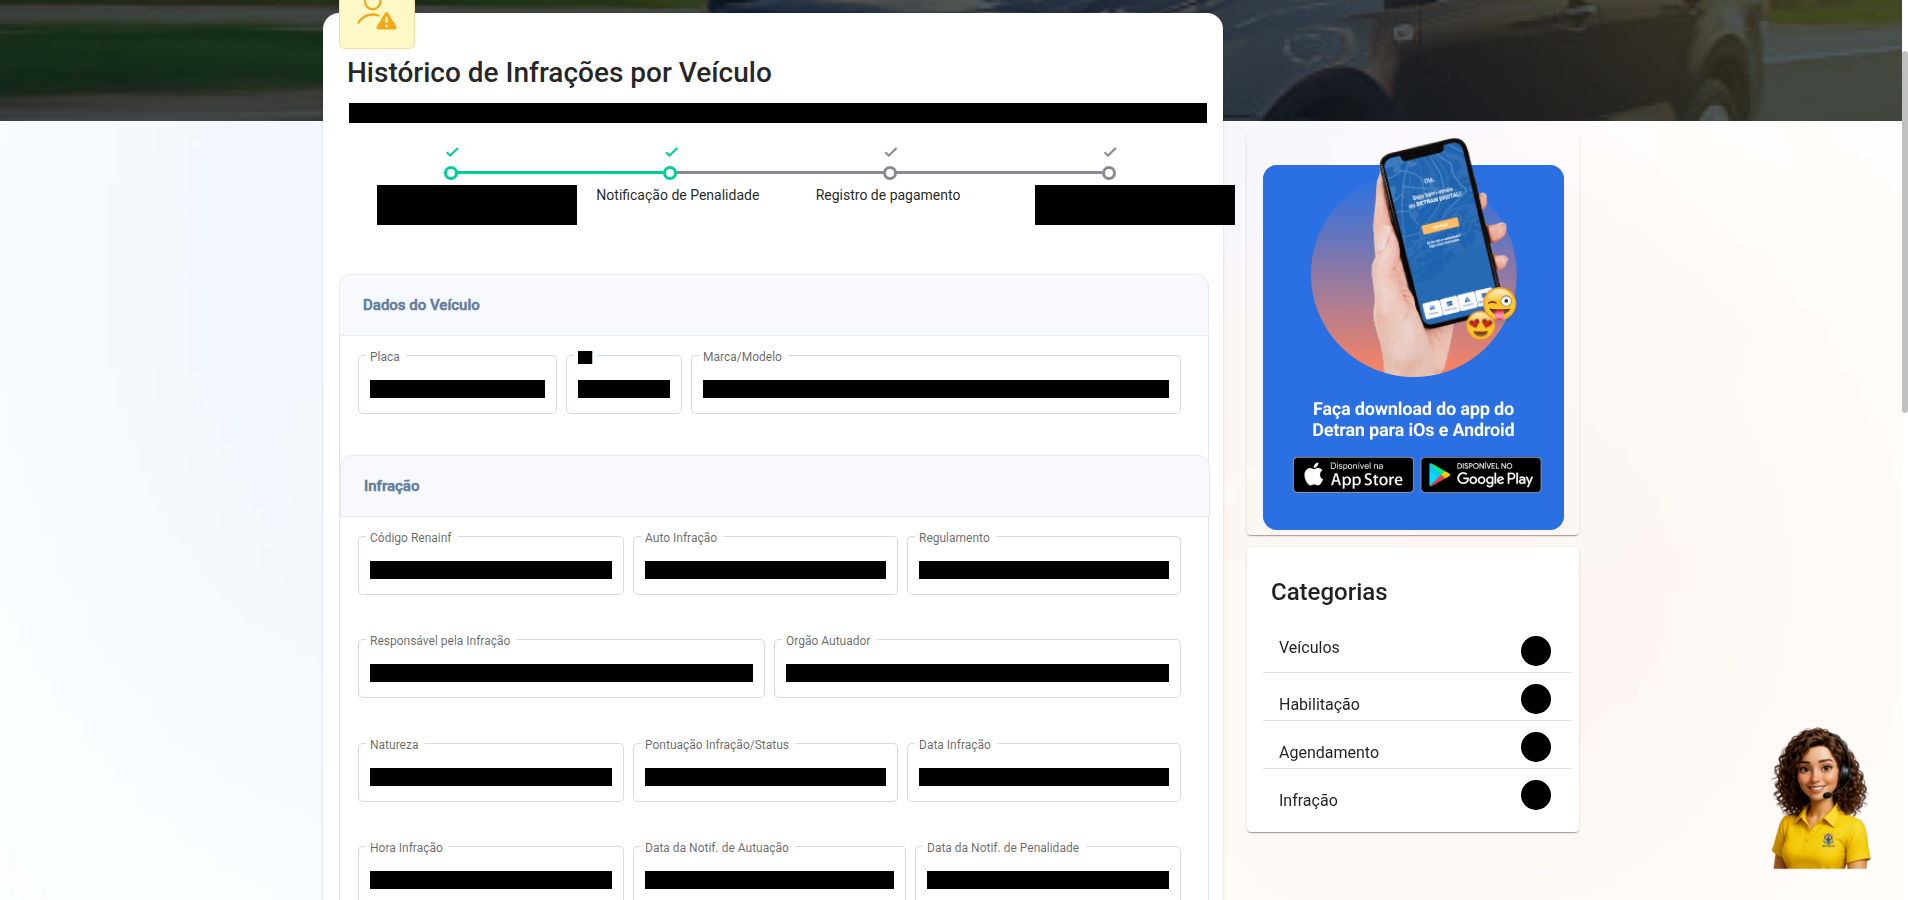 Histórico de Infrações por Veículo
Notificação de Penalidade
Registro de pagamento
Dados do Veículo
Placa
Marca/Modelo
Infração
Código Renainf
Auto Infração
Regulamento
Responsável pela Infração
Orgão Autuador
Natureza
Pontuação Infração/Status
Data Infração
Hora Infração
Data da Notif. de Autuação
Data da Notif. de Penalidade
Faça download do app do
Detran para iOs e Android
Disponível na
App Store
DISPONÍVEL NO
Google Play
Categorias
Veículos
Habilitação
Agendamento
Infração